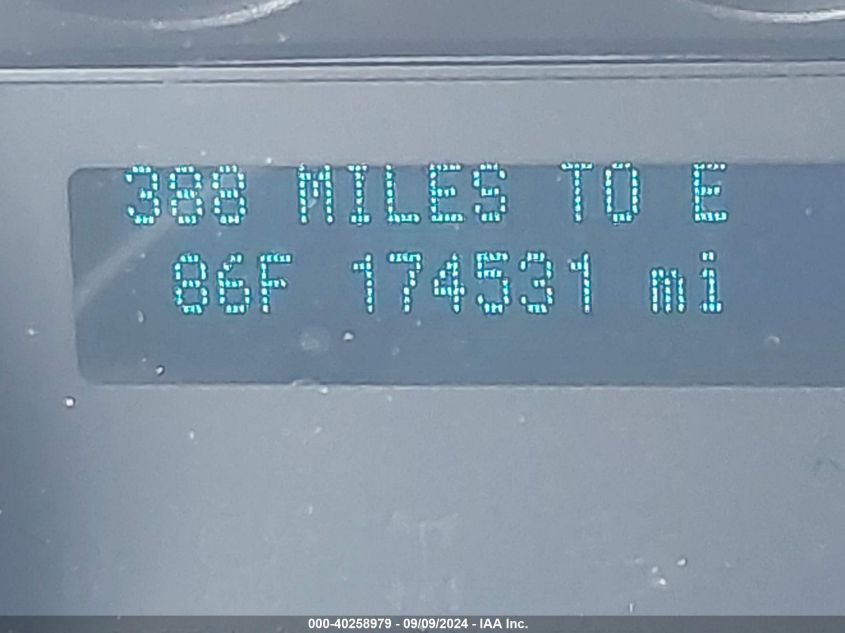 388 MILES TO E
86F 174531 mi
000-40258979 - 09/09/2024 - IAA Inc.